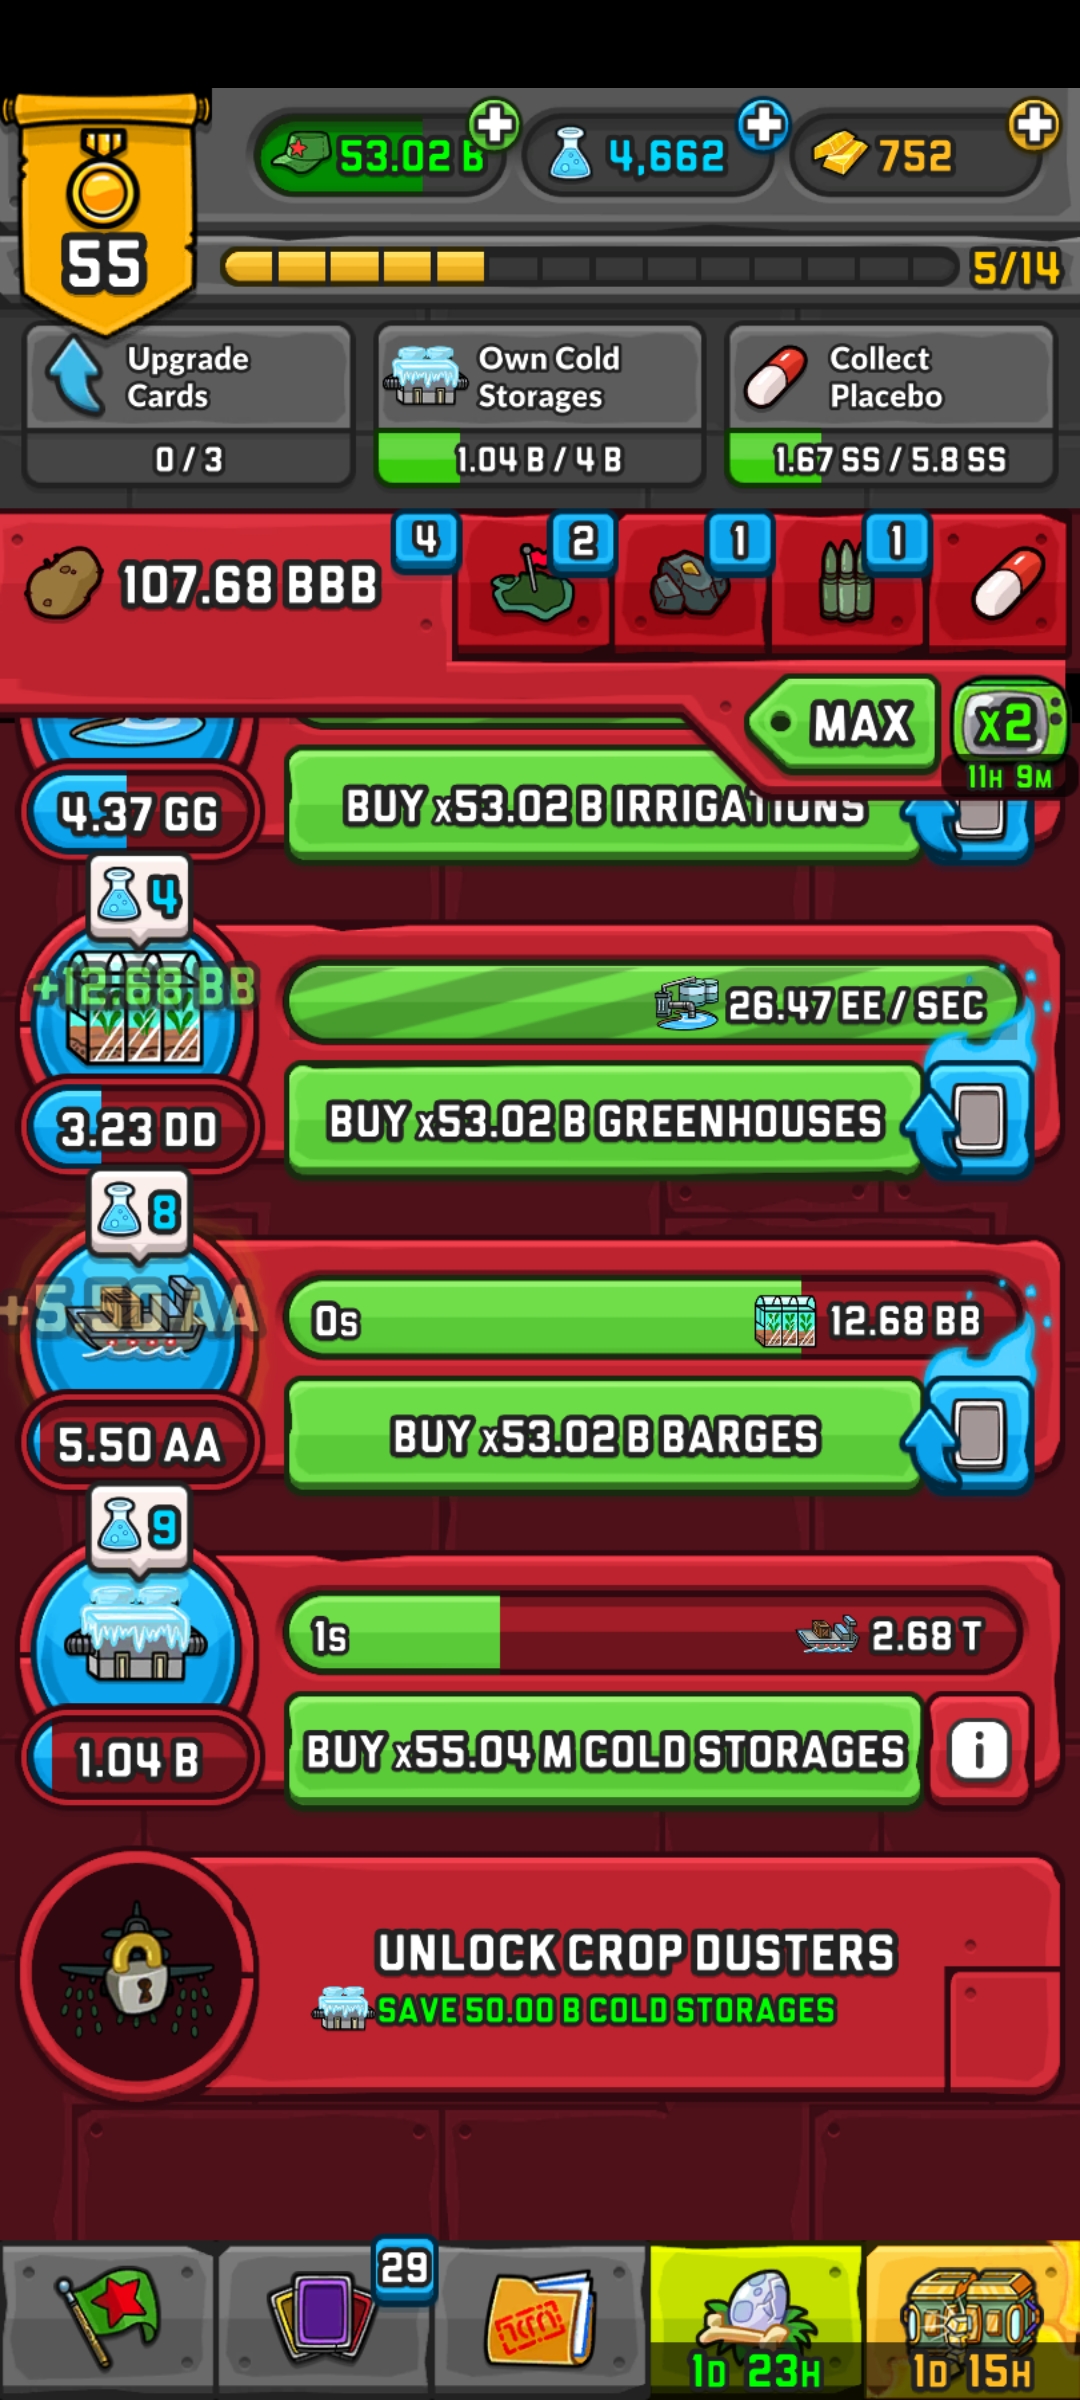 55
53.02 B
4,662
752
5/14
Upgrade
Cards
0 / 3
Own Cold
Storages
1.04 B / 4 B
Collect
Placebo
1.67 SS / 5.8 SS
107.68 BBB
4
2
1
1
MAX
x2
11H 9M
4.37 GG
BUY x53.02 B IRRIGATIONS
4
+12.68 BB
26.47 EE / SEC
3.23 DD
BUY x53.02 B GREENHOUSES
8
+5.50 AA
0s
12.68 BB
5.50 AA
BUY x53.02 B BARGES
9
1s
2.68 T
1.04 B
BUY x55.04 M COLD STORAGES
i
UNLOCK CROP DUSTERS
SAVE 50.00 B COLD STORAGES
29
1D 23H
1D 15H